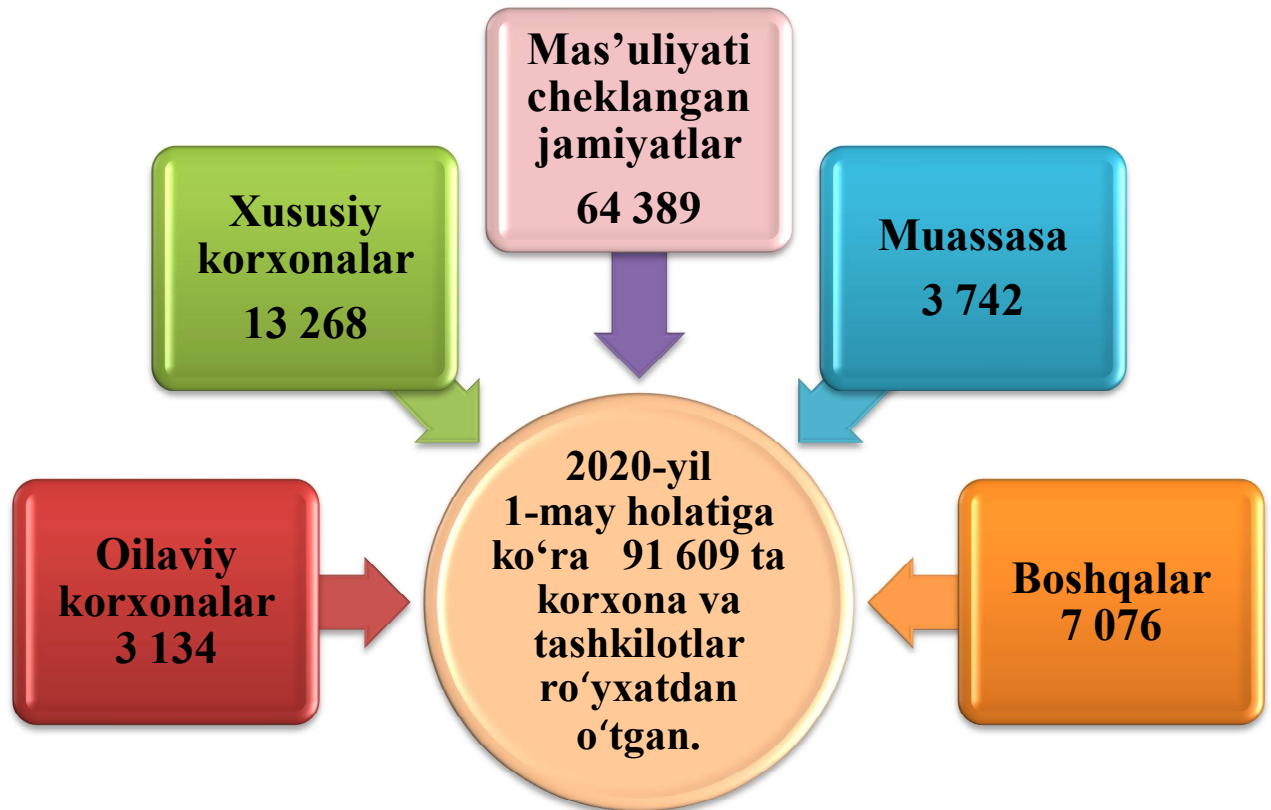 Mas’uliyati
cheklangan
jamiyatlar
64 389
Xususiy
korxonalar
13 268
Muassasa
3 742
Oilaviy
korxonalar
3 134
2020-yil
1-may holatiga
ko‘ra 91 609 ta
korxona va
tashkilotlar
ro‘yxatdan
o‘tgan.
Boshqalar
7 076